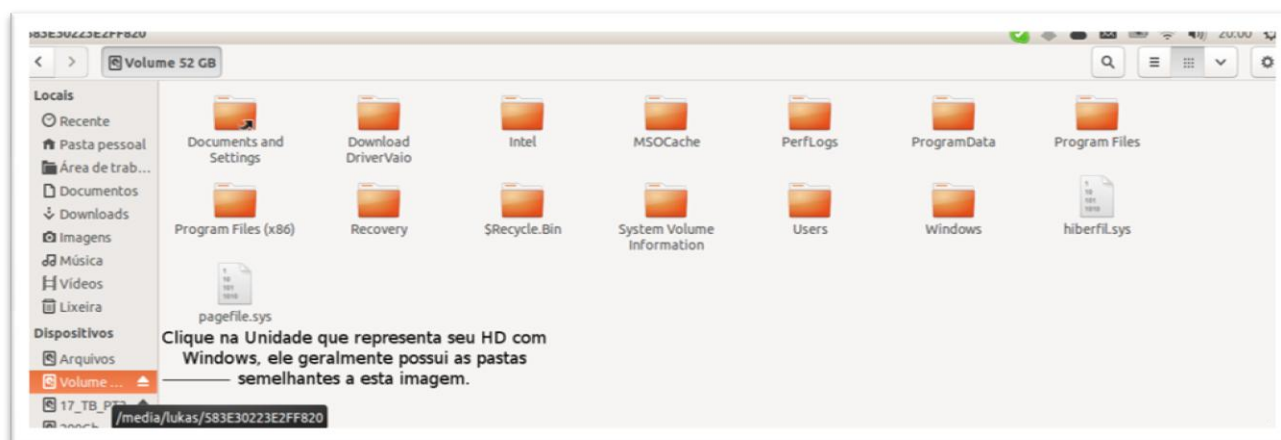 583E30223E2FF820
20:00
Volume 52 GB
Locais
Recente
Pasta pessoal
Área de trab...
Documentos
Downloads
Imagens
Música
Vídeos
Lixeira
Dispositivos
Arquivos
Volume ...
17_TB_PT2
Documents and
Settings
Download
DriverVaio
Intel
MSOCache
PerfLogs
ProgramData
Program Files
Program Files (x86)
Recovery
$Recycle.Bin
System Volume
Information
Users
Windows
hiberfil.sys
pagefile.sys
Clique na Unidade que representa seu HD com
Windows, ele geralmente possui as pastas
semelhantes a esta imagem.
/media/lukas/583E30223E2FF820